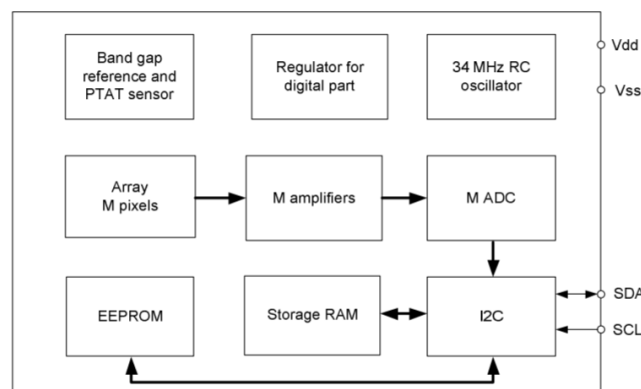 Band gap
reference and
PTAT sensor
Regulator for
digital part
34 MHz RC
oscillator
Vdd
Vss
Array
M pixels
M amplifiers
M ADC
EEPROM
Storage RAM
I2C
SDA
SCL